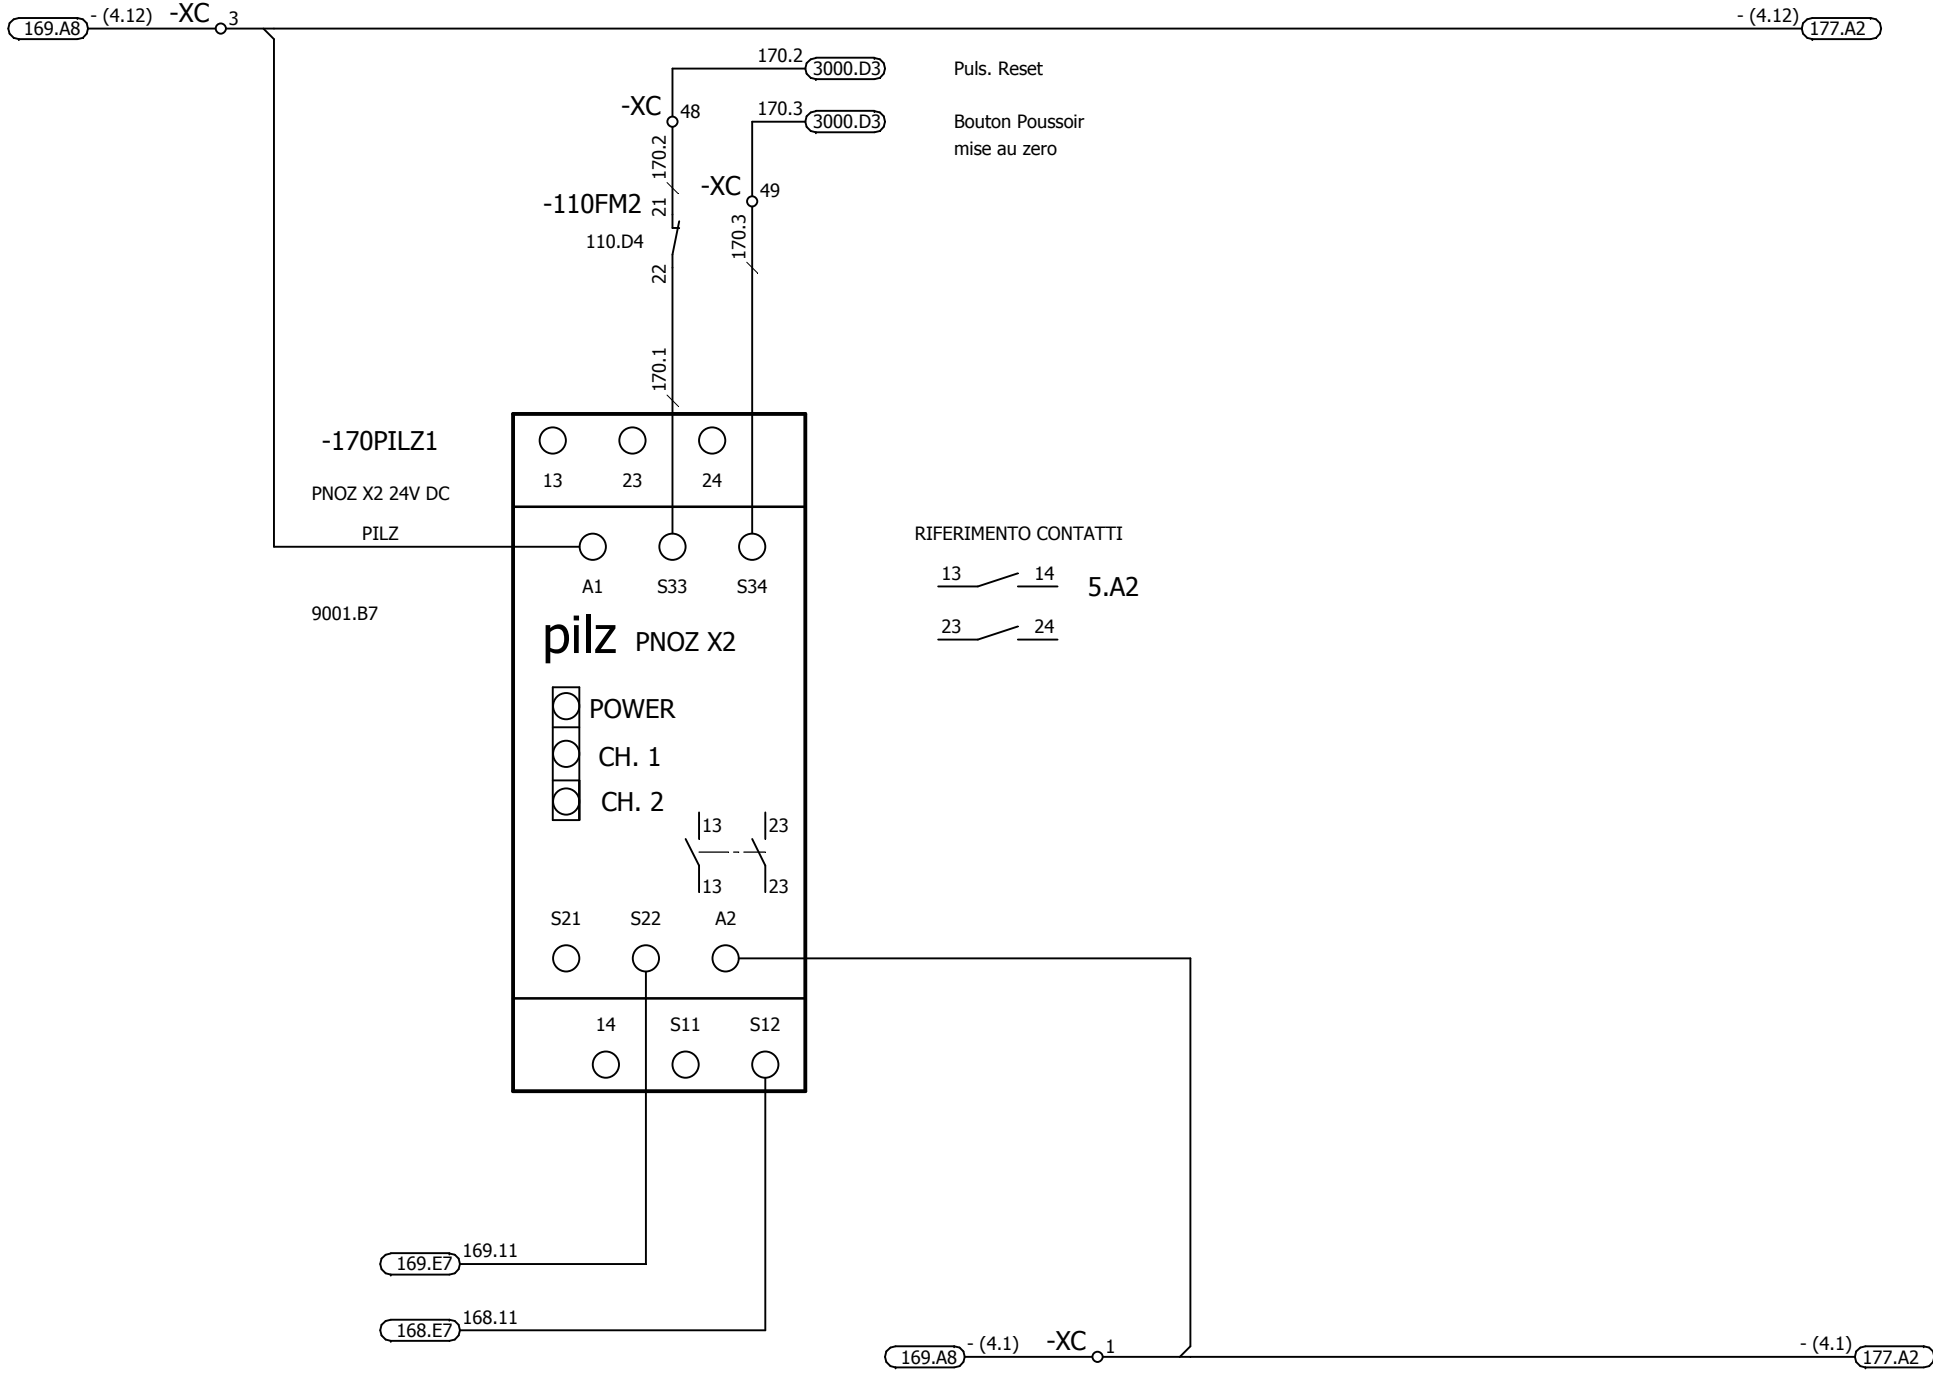 169.A8 - (4.12) -XC 3 - (4.12) 177.A2
170.2 3000.D3 Puls. Reset
-XC 48 170.3 3000.D3 Bouton Poussoir
mise au zero
170.2
-XC 49
-110FM2 21
110.D4
170.3
22
170.1
-170PILZ1
13 23 24
PNOZ X2 24V DC
PILZ
RIFERIMENTO CONTATTI
13 14 5.A2
A1 S33 S34
9001.B7
23 24
pilz PNOZ X2
POWER
CH. 1
CH. 2
13 23
13 23
S21 S22 A2
14 S11 S12
169.E7 169.11
168.E7 168.11
169.A8 - (4.1) -XC 1 - (4.1) 177.A2